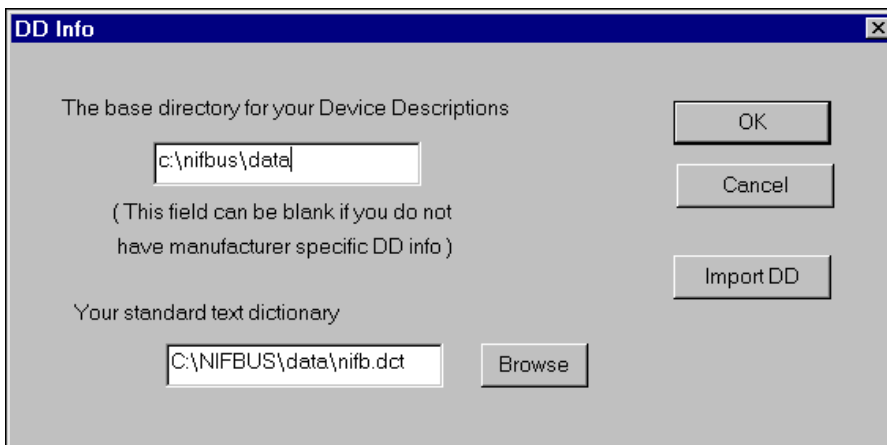 DD Info
The base directory for your Device Descriptions
c:\nifbus\data
( This field can be blank if you do not
have manufacturer specific DD info )
Your standard text dictionary
C:\NIFBUS\data\nifb.dct
Browse
OK
Cancel
Import DD